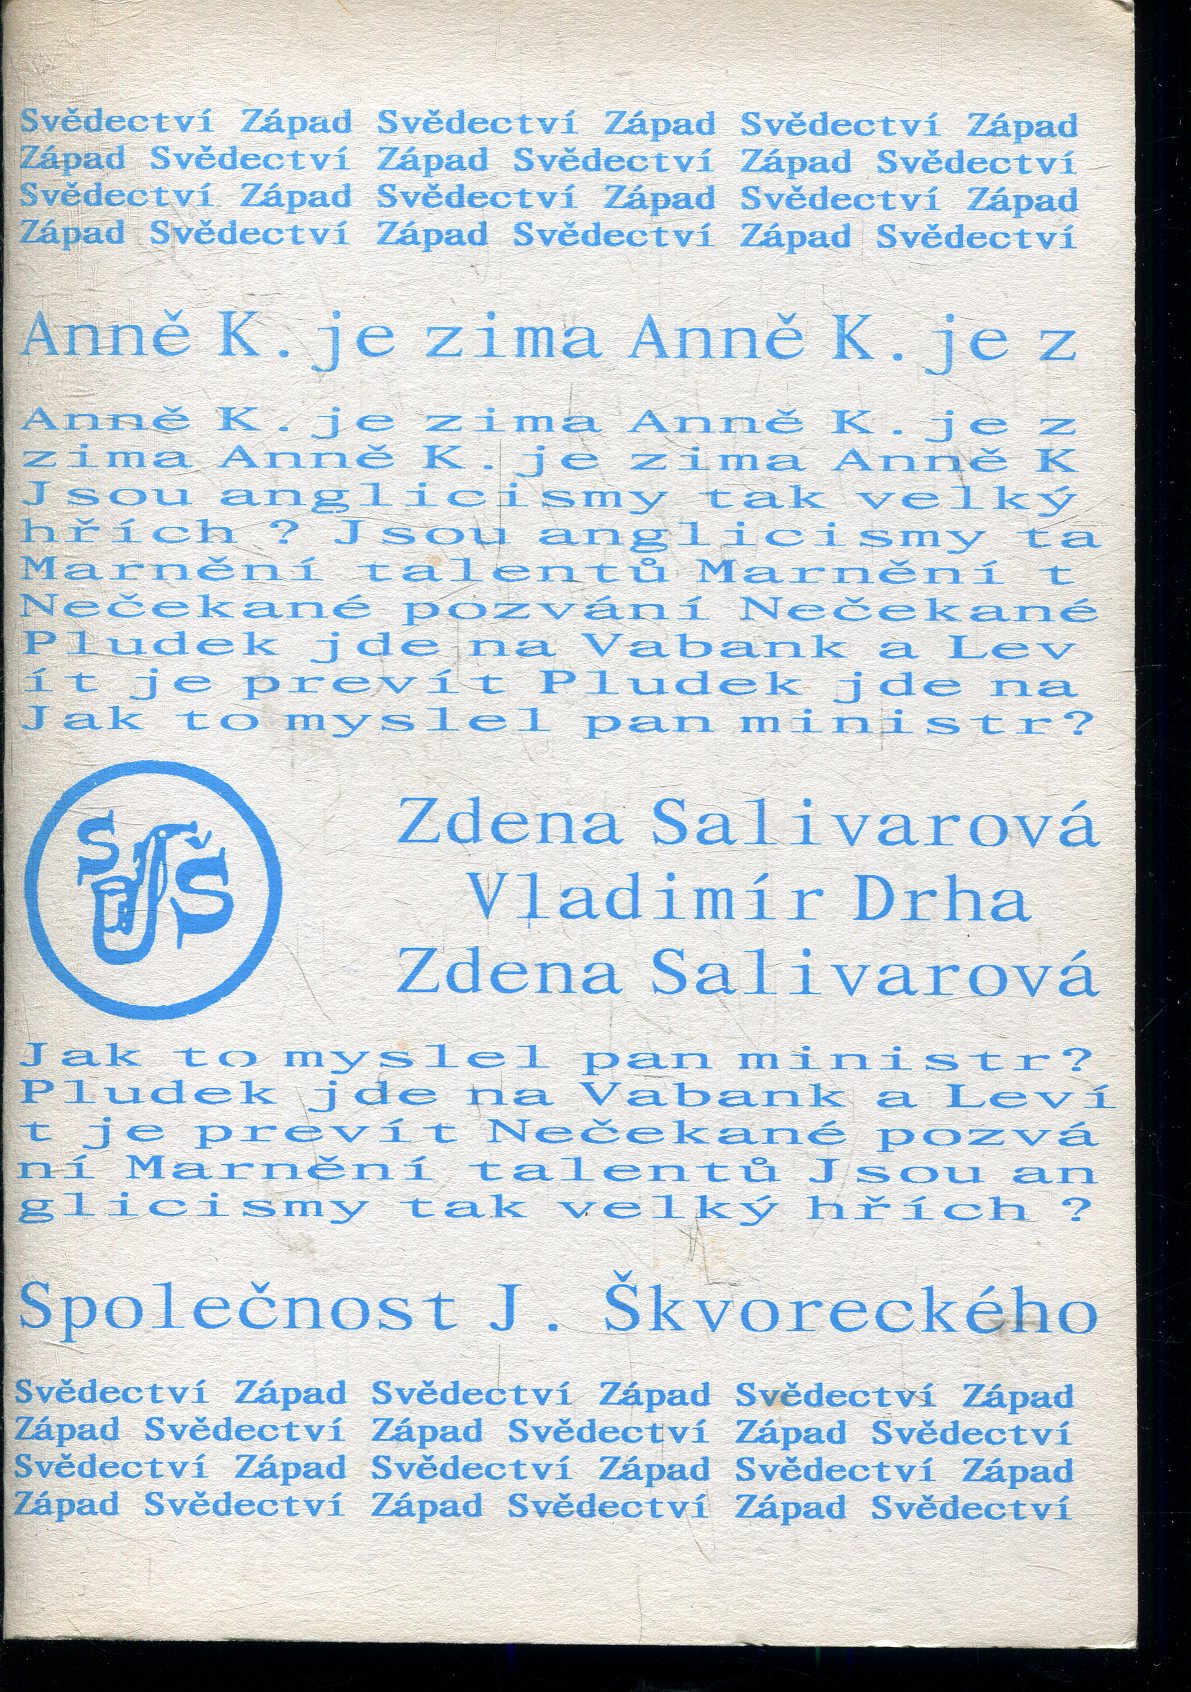 Svědectví Západ Svědectví Západ Svědectví Západ
Západ Svědectví Západ Svědectví Západ Svědectví
Svědectví Západ Svědectví Západ Svědectví Západ
Západ Svědectví Západ Svědectví Západ Svědectví
Anně K. je zima Anně K. je z
Anně K. je zima Anně K. je z
zima Anně K. je zima Anně K
Jsou anglicismy tak velký
hřích ? Jsou anglicismy ta
Marnění talentů Marnění t
Nečekané pozvání Nečekané
Pludek jde na Vabank a Lev
ít je prevít Pludek jde na
Jak to myslel pan ministr?
S J Š
Zdena Salivarová
Vladimír Drha
Zdena Salivarová
Jak to myslel pan ministr?
Pludek jde na Vabank a Leví
t je prevít Nečekané pozvá
ní Marnění talentů Jsou an
glicismy tak velký hřích ?
Společnost J. Škvoreckého
Svědectví Západ Svědectví Západ Svědectví Západ
Západ Svědectví Západ Svědectví Západ Svědectví
Svědectví Západ Svědectví Západ Svědectví Západ
Západ Svědectví Západ Svědectví Západ Svědectví